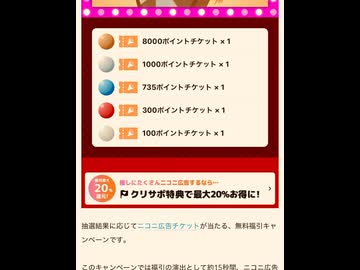 8000ポイントチケット × 1
1000ポイントチケット × 1
735ポイントチケット × 1
300ポイントチケット × 1
100ポイントチケット × 1
20%
推しにたくさんニコニ広告するなら…
クリサポ特典で最大20%お得に!
抽選結果に応じてニコニ広告チケットが当たる、無料福引キャ
ンペーンです。
このキャンペーンでは福引の演出として約15秒間、ニコニ広告